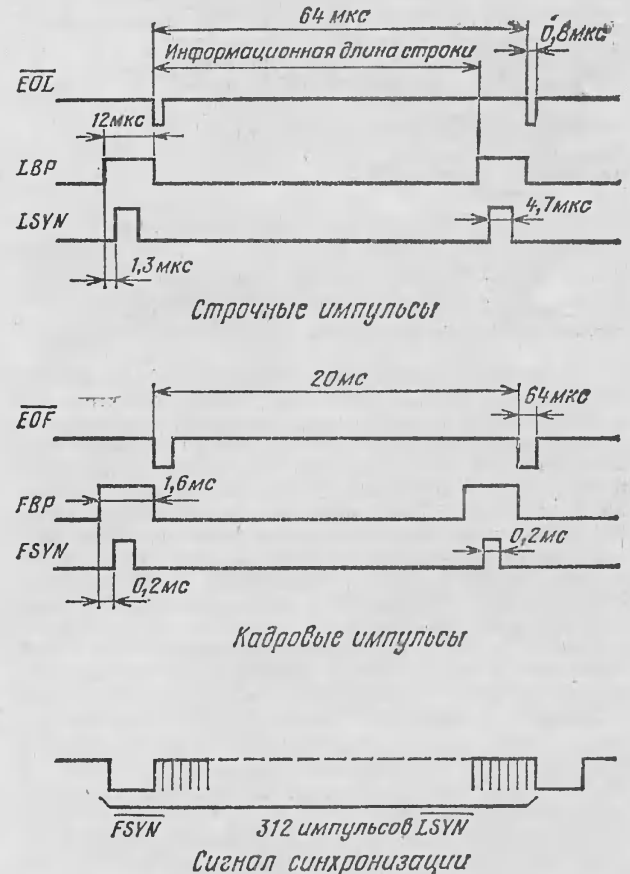 64 мкс
0,8мкс
Информационная длина строки
EOL
12мкс
LBP
LSYN
4,7мкс
1,3мкс
Строчные импульсы
20мс
EOF
64мкс
1,6мс
FBP
FSYN
0,2мс
0,2мс
Кадровые импульсы
FSYN 312 импульсов LSYN
Сигнал синхронизации